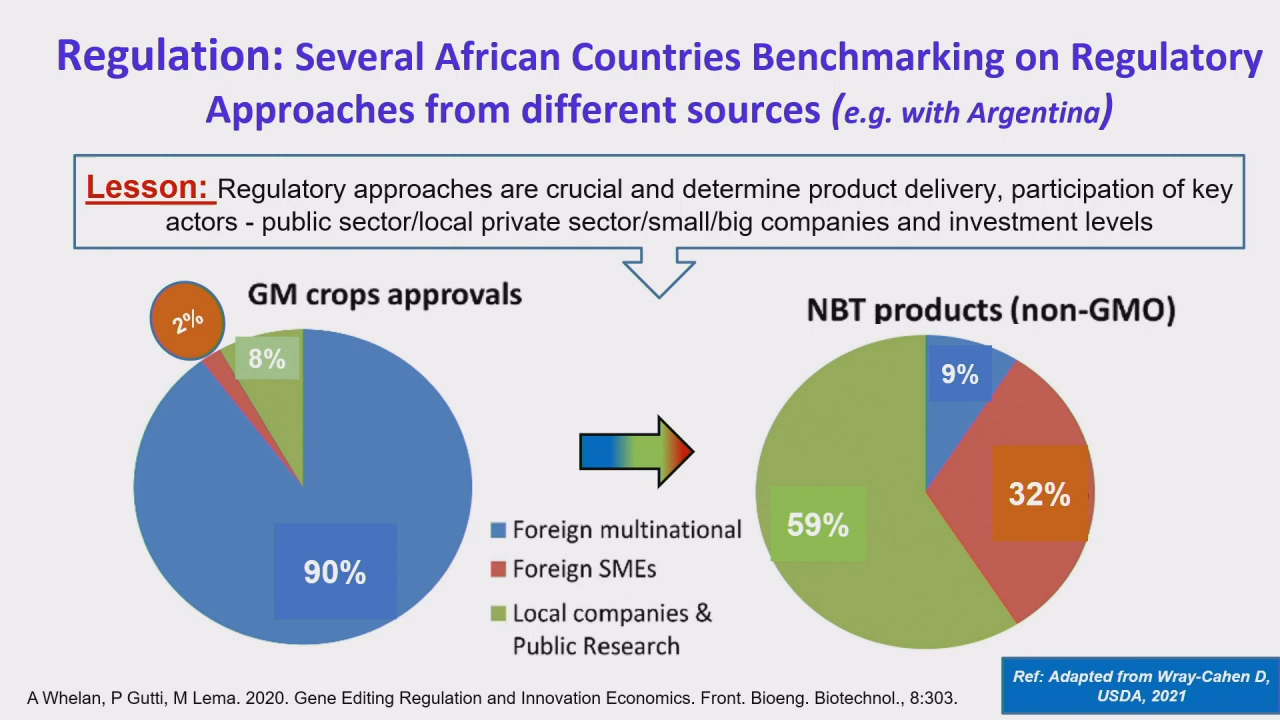 Regulation: Several African Countries Benchmarking on Regulatory
Approaches from different sources (e.g. with Argentina)
Lesson: Regulatory approaches are crucial and determine product delivery, participation of key
actors - public sector/local private sector/small/big companies and investment levels
GM crops approvals
2%
8%
90%
Foreign multinational
Foreign SMEs
Local companies &
Public Research
NBT products (non-GMO)
9%
32%
59%
A Whelan, P Gutti, M Lema. 2020. Gene Editing Regulation and Innovation Economics. Front. Bioeng. Biotechnol., 8:303.
Ref: Adapted from Wray-Cahen D,
USDA, 2021